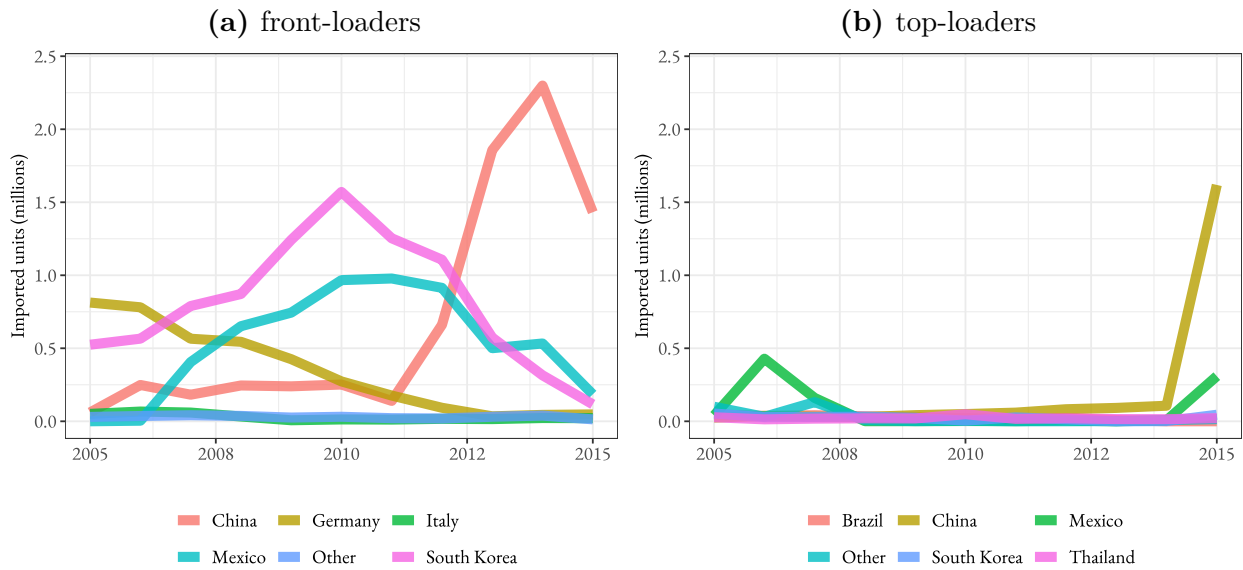 (a) front-loaders
(b) top-loaders
Imported units (millions)
2.5
2.0
1.5
1.0
0.5
0.0
2005 2008 2010 2012 2015
China Germany Italy
Mexico Other South Korea
Imported units (millions)
2.5
2.0
1.5
1.0
0.5
0.0
2005 2008 2010 2012 2015
Brazil China Mexico
Other South Korea Thailand